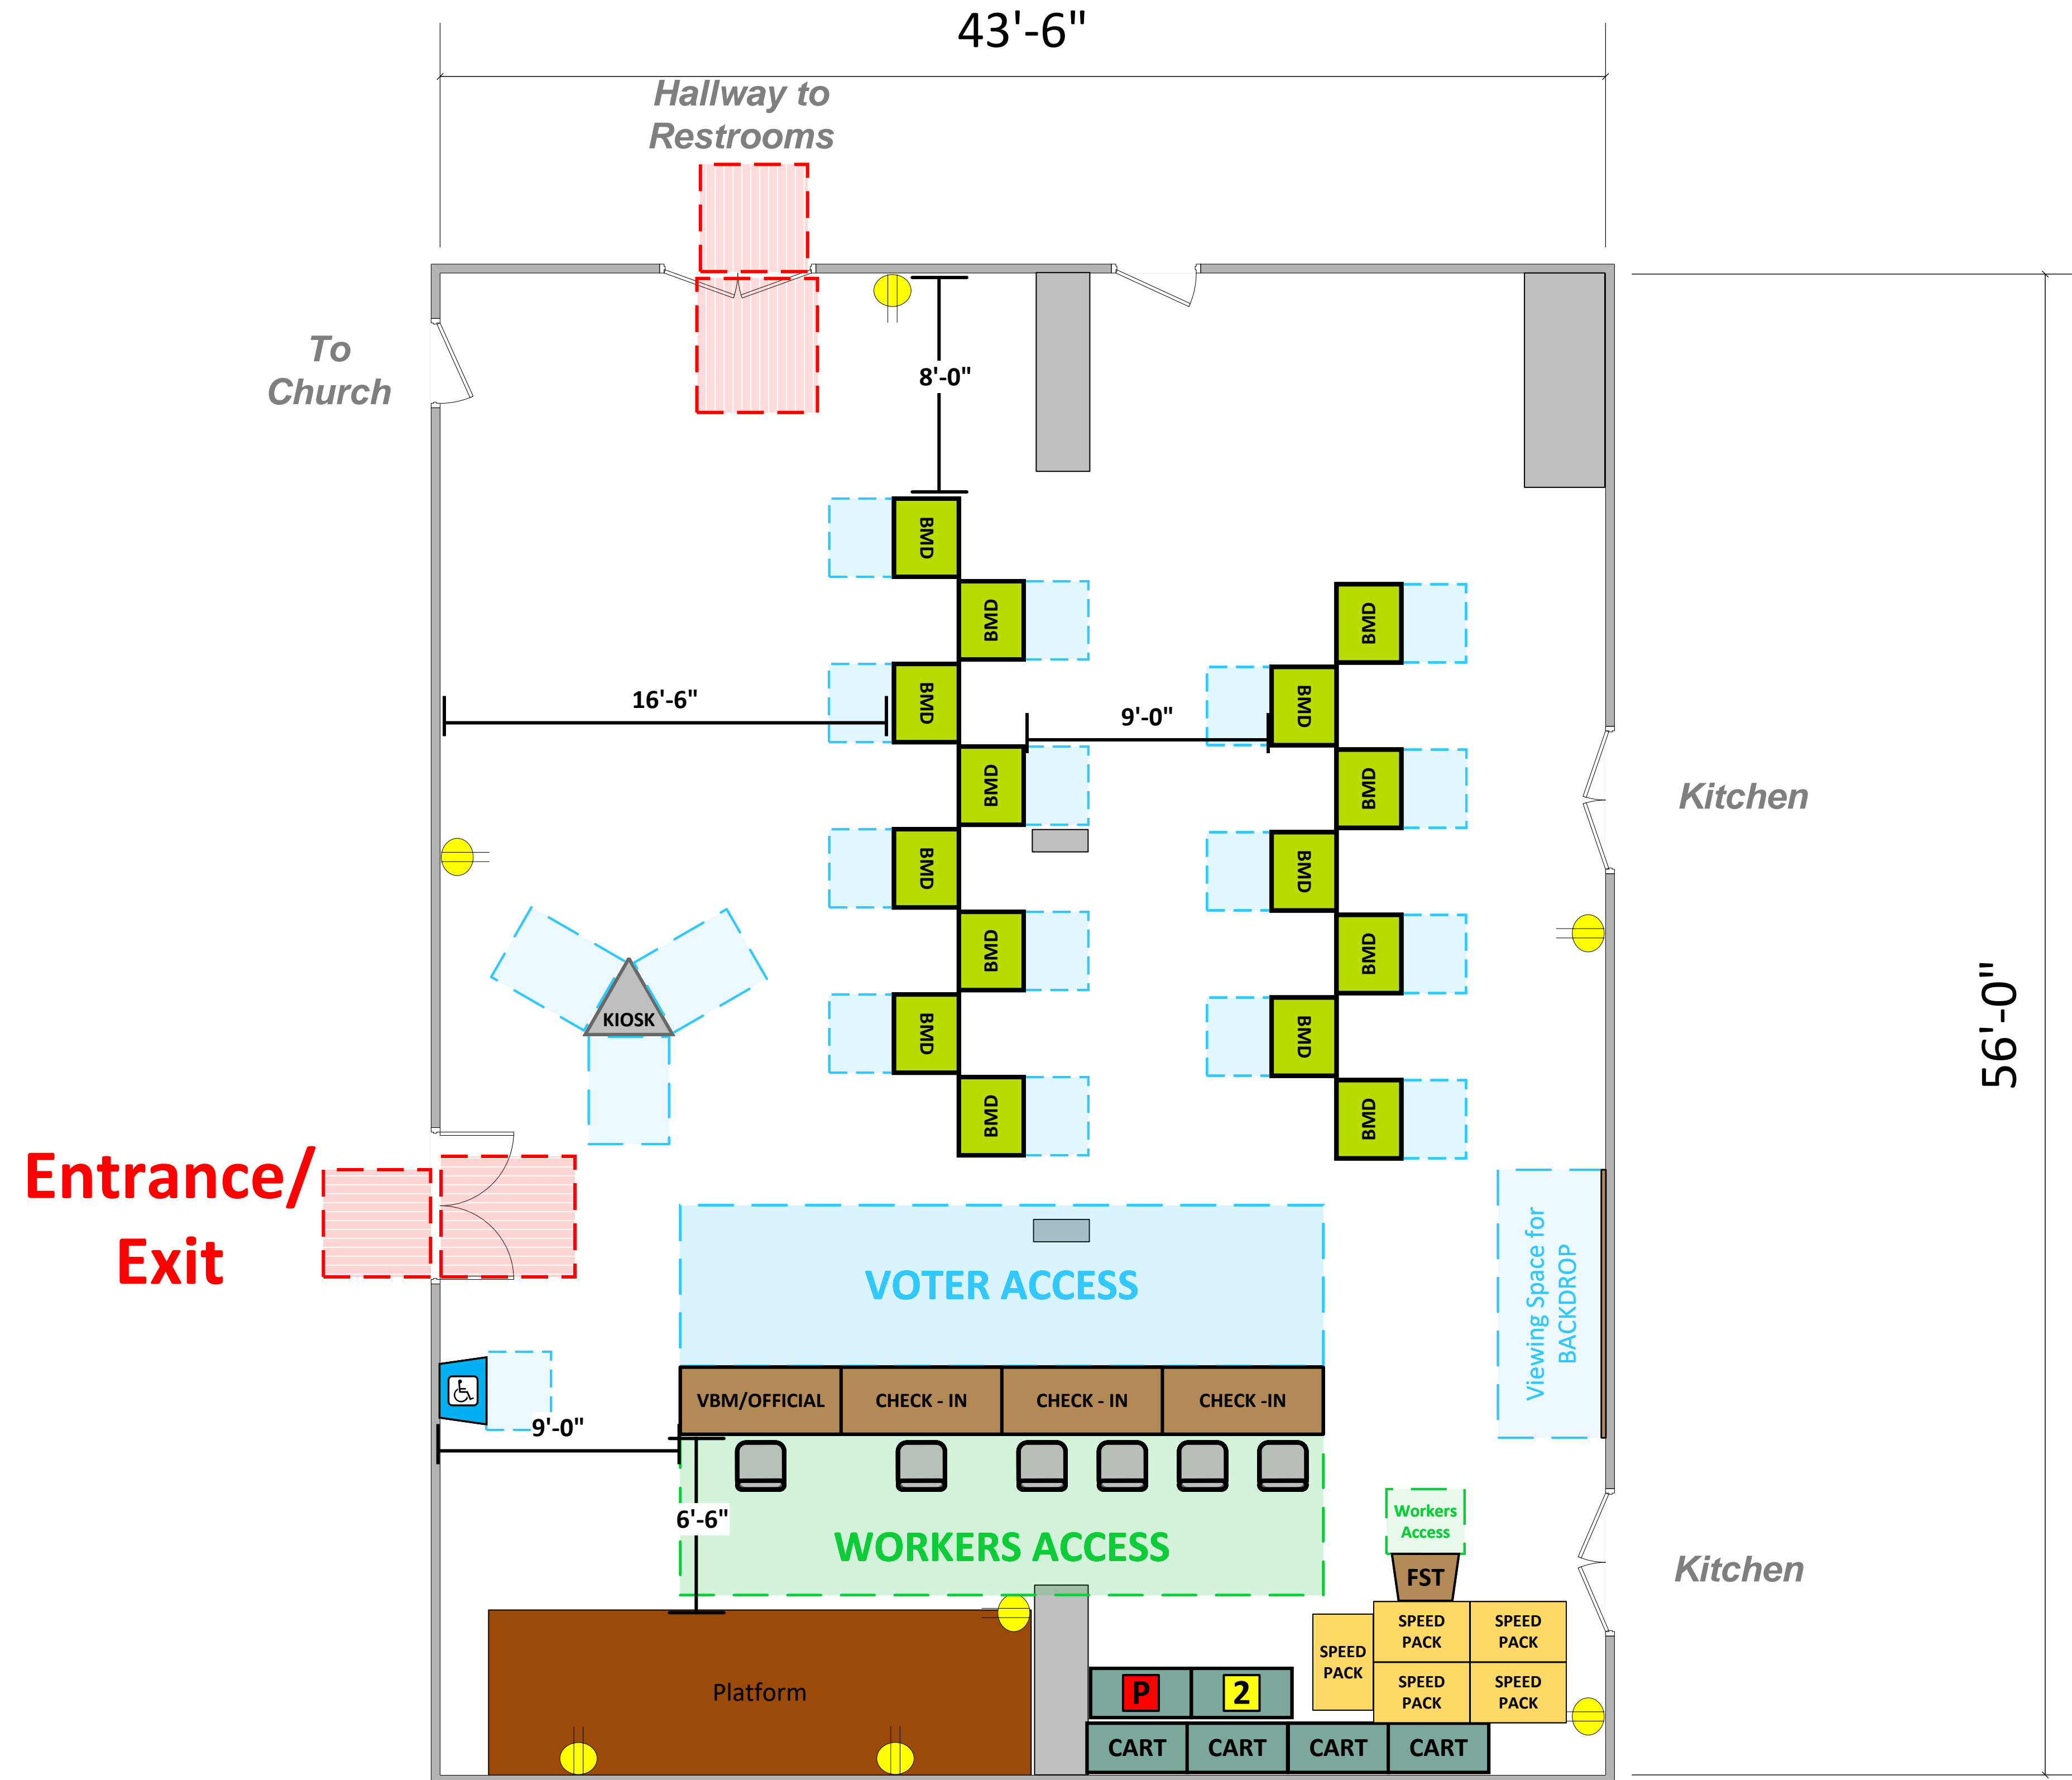 43'-6"
Hallway to
Restrooms
To
Church
8'-0"
BMD
BMD
BMD
BMD
BMD
16'-6"
9'-0"
BMD
BMD
Kitchen
BMD
BMD
BMD
BMD
BMD
KIOSK
BMD
BMD
BMD
56'-0"
Entrance/
Exit
VOTER ACCESS
Viewing Space for
BACKDROP
VBM/OFFICIAL
CHECK - IN
CHECK - IN
CHECK -IN
9'-0"
6'-6"
WORKERS ACCESS
Workers
Access
FST
Kitchen
SPEED
PACK
SPEED
PACK
SPEED
PACK
SPEED
PACK
SPEED
PACK
Platform
P
2
CART
CART
CART
CART